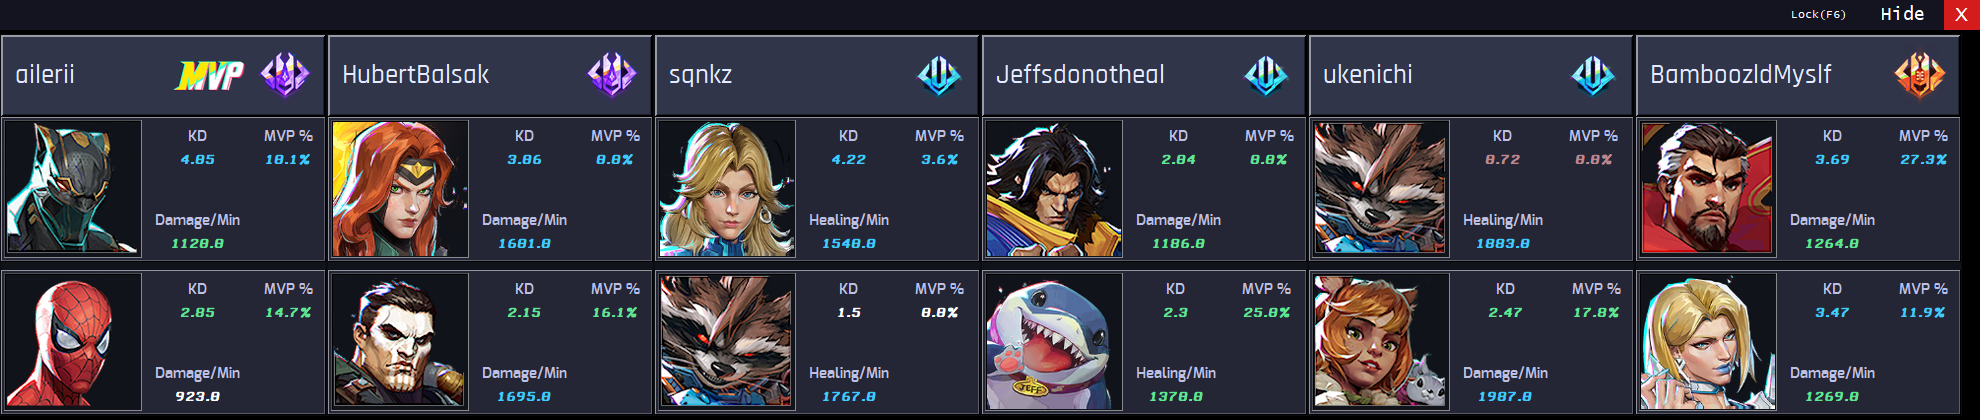 Lock(F6) Hide X
ailerii MVP
KD MVP %
4.05 10.1%
Damage/Min
1120.0
KD MVP %
2.05 14.7%
Damage/Min
923.0
HubertBalsak
KD MVP %
3.06 0.0%
Damage/Min
1601.0
KD MVP %
2.15 16.1%
Damage/Min
1695.0
sqnkz
KD MVP %
4.22 3.6%
Healing/Min
1540.0
KD MVP %
1.5 0.0%
Healing/Min
1767.0
Jeffsdonotheal
KD MVP %
2.04 0.0%
Damage/Min
1186.0
KD MVP %
2.3 25.0%
Healing/Min
1370.0
JEFF
ukenichi
KD MVP %
0.72 0.0%
Healing/Min
1883.0
KD MVP %
2.47 17.0%
Damage/Min
1907.0
BamboozldMyslf
KD MVP %
3.69 27.3%
Damage/Min
1264.0
KD MVP %
3.47 11.9%
Damage/Min
1269.0